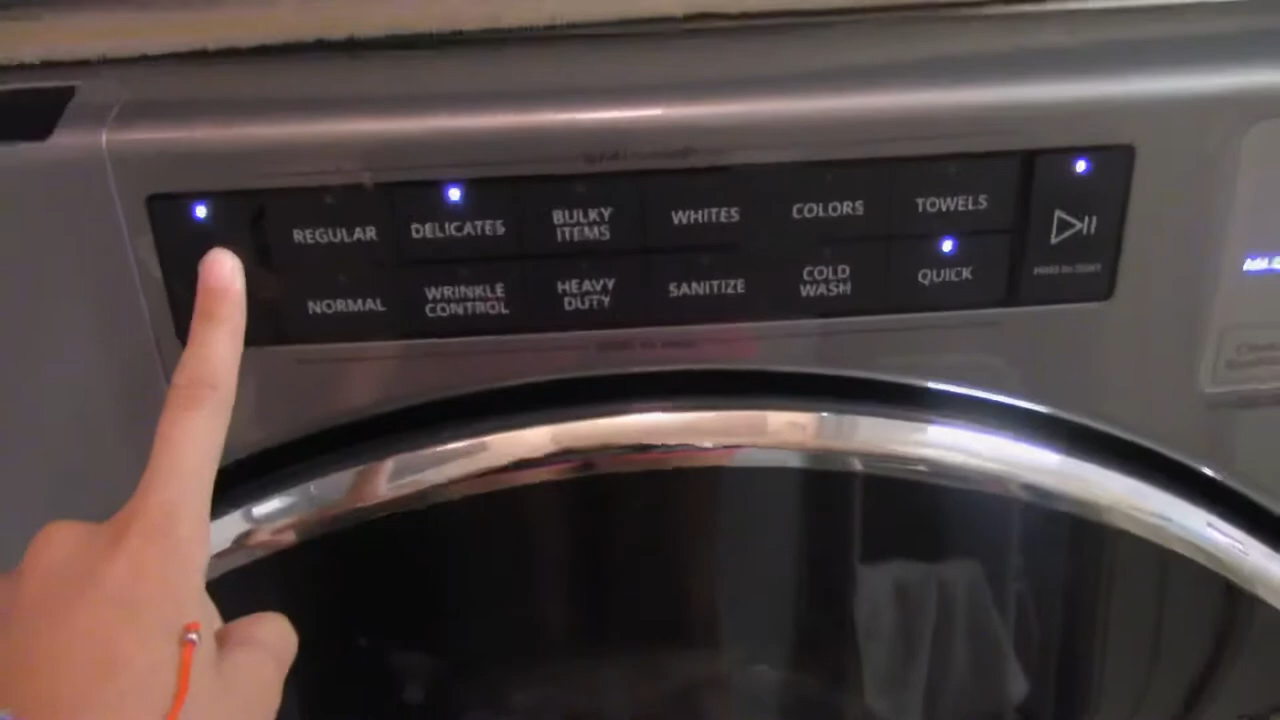 REGULAR
DELICATES
BULKY
ITEMS
WHITES
COLORS
TOWELS
NORMAL
WRINKLE
CONTROL
HEAVY
DUTY
SANITIZE
COLD
WASH
QUICK